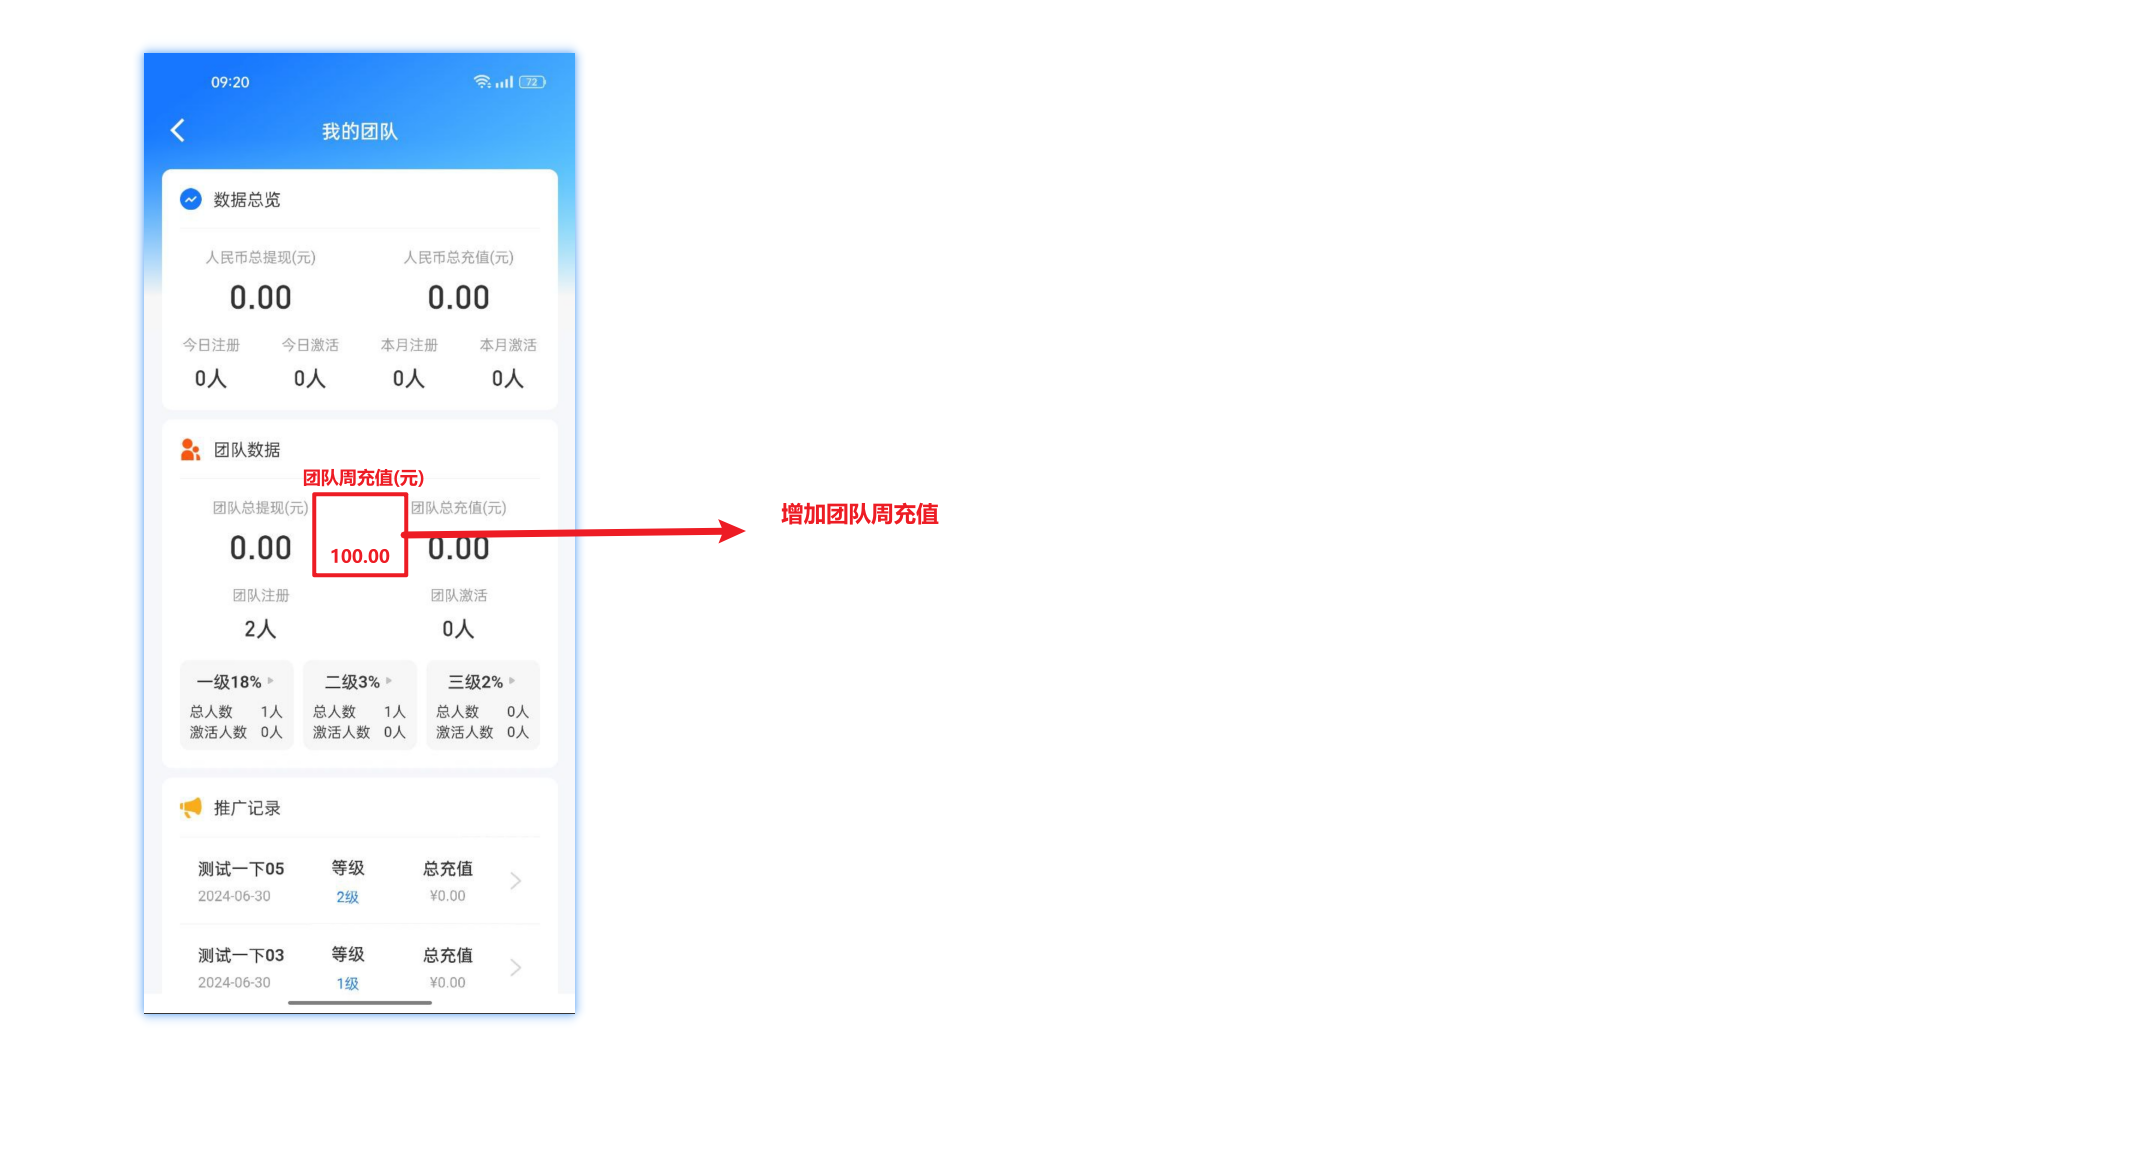 09:20
72
我的团队
数据总览
人民币总提现(元) 人民币总充值(元)
0.00 0.00
今日注册 今日激活 本月注册 本月激活
0人 0人 0人 0人
团队数据
团队周充值(元)
团队总提现(元) 团队总充值(元)
增加团队周充值
0.00 100.00 0.00
团队注册 团队激活
2人 0人
一级18% 二级3% 三级2%
总人数 1人 总人数 1人 总人数 0人
激活人数 0人 激活人数 0人 激活人数 0人
推广记录
测试一下05 等级 总充值
2024-06-30 2级 ¥0.00
测试一下03 等级 总充值
2024-06-30 1级 ¥0.00